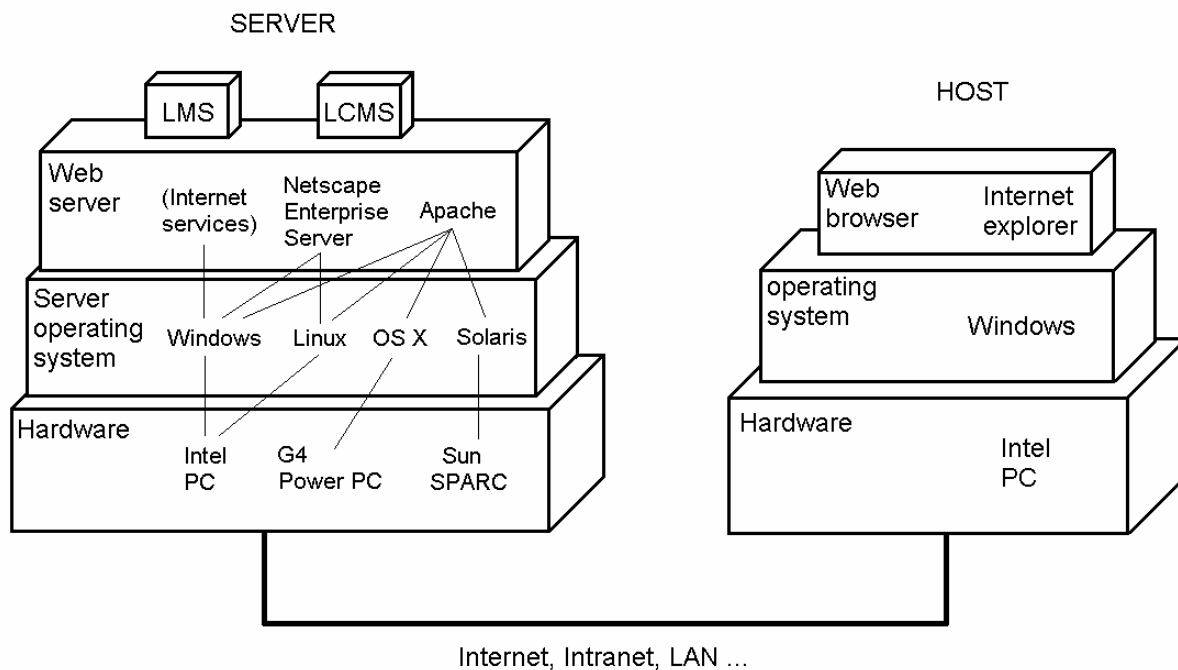 SERVER
LMS
LCMS
Web
server
(Internet
services)
Netscape
Enterprise
Server
Apache
Server
operating
system
Windows
Linux
OS X
Solaris
Hardware
Intel
PC
G4
Power PC
Sun
SPARC
HOST
Web
browser
Internet
explorer
operating
system
Windows
Hardware
Intel
PC
Internet, Intranet, LAN ...